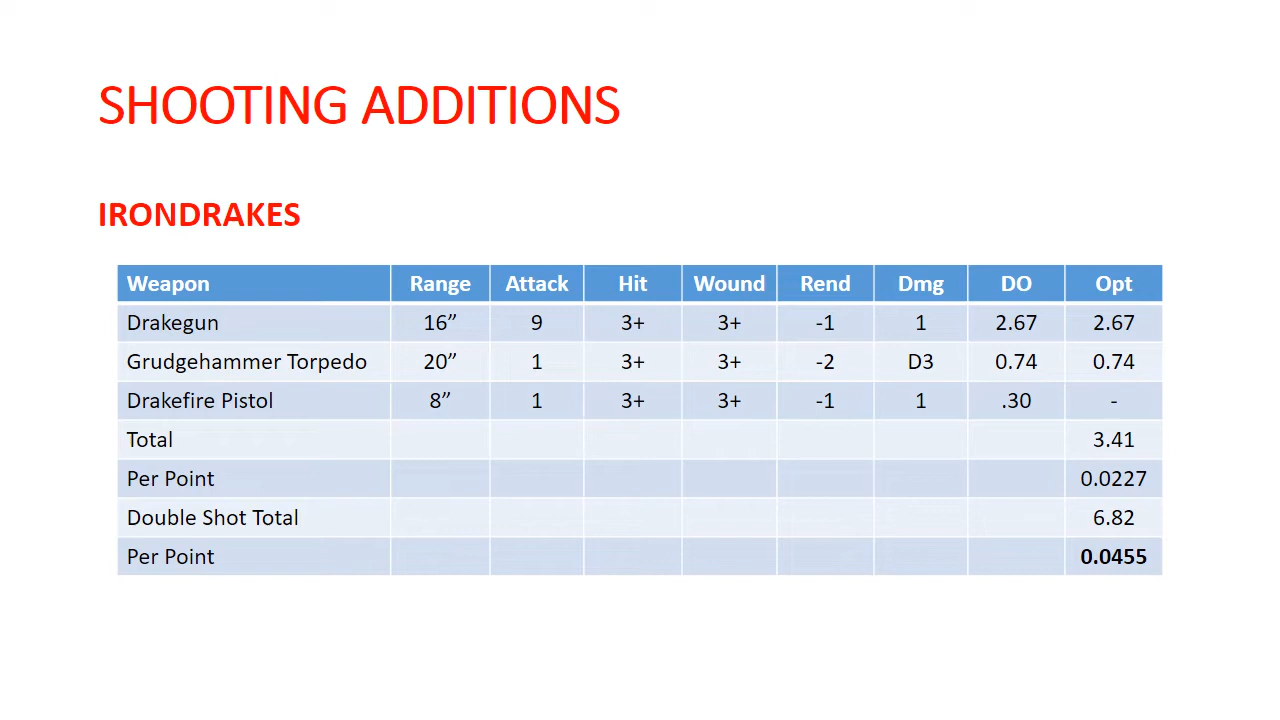 SHOOTING ADDITIONS
IRONDRAKES
Weapon Range Attack Hit Wound Rend Dmg DO Opt
Drakegun 16” 9 3+ 3+ -1 1 2.67 2.67
Grudgehammer Torpedo 20” 1 3+ 3+ -2 D3 0.74 0.74
Drakefire Pistol 8” 1 3+ 3+ -1 1 .30 -
Total 3.41
Per Point 0.0227
Double Shot Total 6.82
Per Point 0.0455